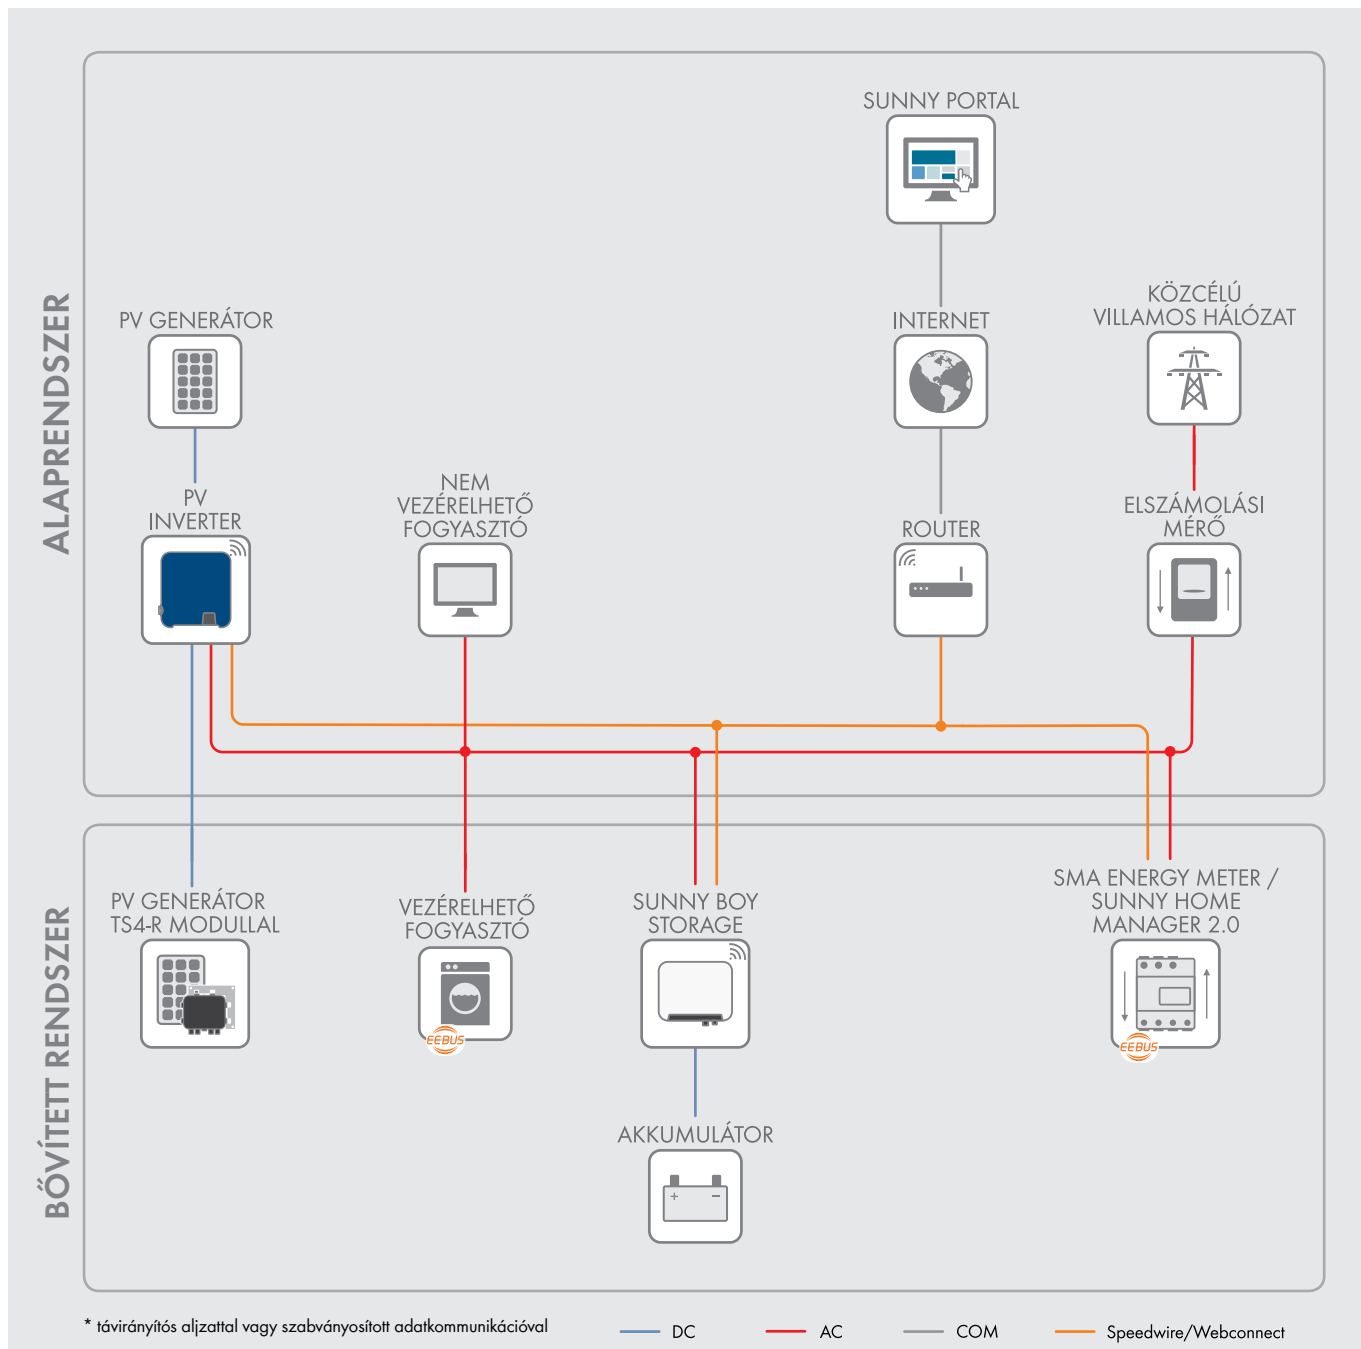 ALAPRENDSZER
SUNNY PORTAL
PV GENERÁTOR
INTERNET
KÖZCÉLÚ
VILLAMOS HÁLÓZAT
PV
INVERTER
NEM
VEZÉRELHETŐ
FOGYASZTÓ
ROUTER
ELSZÁMOLÁSI
MÉRŐ
BŐVÍTETT RENDSZER
PV GENERÁTOR
TS4-R MODULLAL
VEZÉRELHETŐ
FOGYASZTÓ
EEBUS
SUNNY BOY
STORAGE
SMA ENERGY METER /
SUNNY HOME
MANAGER 2.0
EEBUS
AKKUMULÁTOR
+ −
* távirányítós aljzattal vagy szabványosított adatkommunikációval
DC
AC
COM
Speedwire/Webconnect